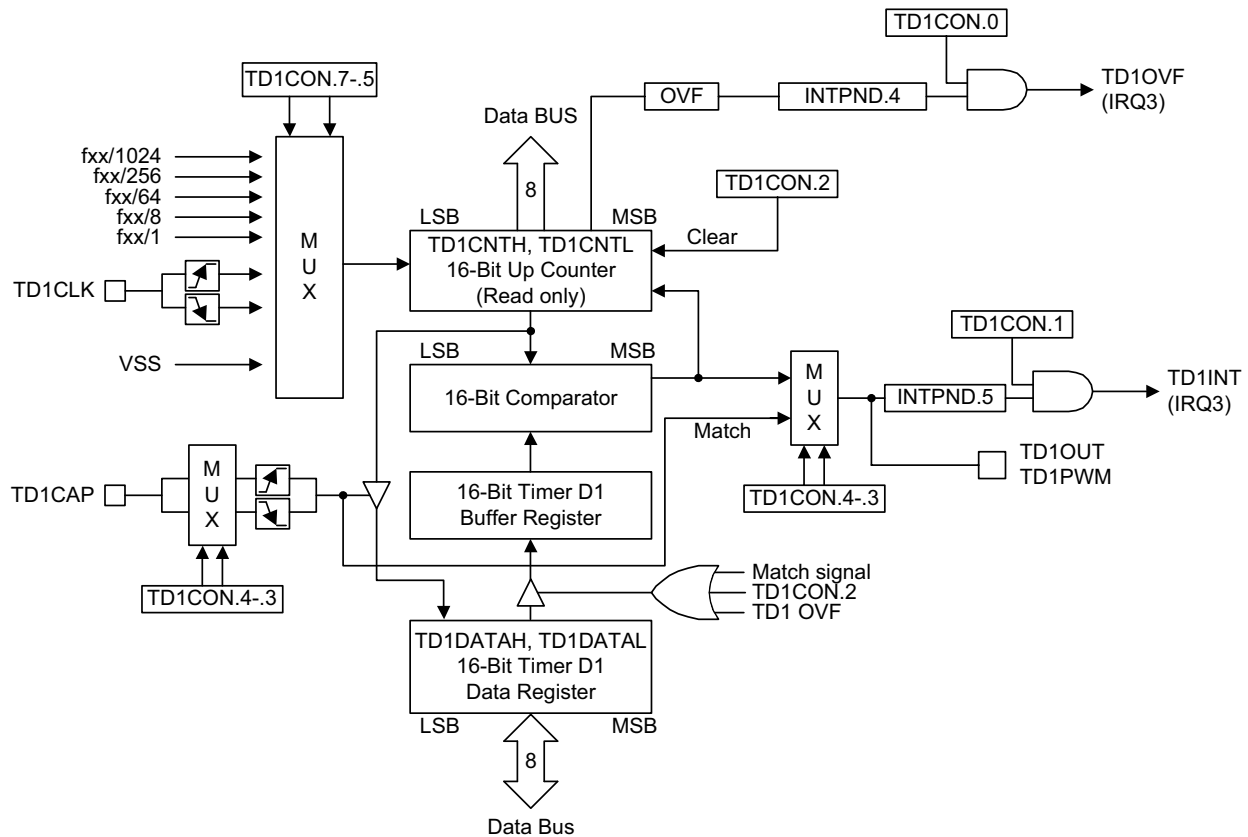 TD1CON.0
TD1CON.7-.5
OVF
INTPND.4
TD1OVF
(IRQ3)
Data BUS
8
fxx/1024
fxx/256
fxx/64
fxx/8
fxx/1
TD1CLK
VSS
M
U
X
TD1CON.2
Clear
LSB
MSB
TD1CNTH, TD1CNTL
16-Bit Up Counter
(Read only)
LSB
MSB
16-Bit Comparator
Match
M
U
X
TD1CON.4-.3
TD1CON.1
INTPND.5
TD1INT
(IRQ3)
TD1OUT
TD1PWM
TD1CAP
M
U
X
TD1CON.4-.3
16-Bit Timer D1
Buffer Register
Match signal
TD1CON.2
TD1 OVF
TD1DATAH, TD1DATAL
16-Bit Timer D1
Data Register
LSB
MSB
8
Data Bus